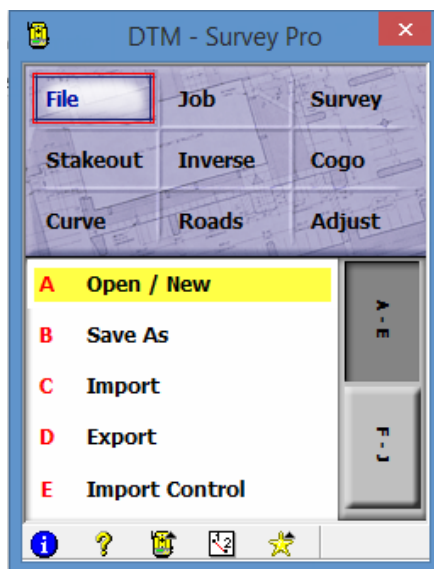 DTM - Survey Pro
File Job Survey
Stakeout Inverse Cogo
Curve Roads Adjust
A Open / New
B Save As
C Import
D Export
E Import Control
A - E
F - J